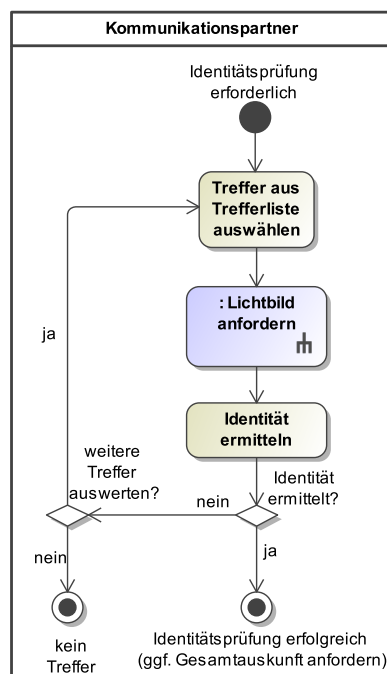 Kommunikationspartner
Identitätsprüfung
erforderlich
Treffer aus
Trefferliste
auswählen
: Lichtbild
anfordern
ja
Identität
ermitteln
weitere
Treffer
auswerten?
Identität
ermittelt?
nein
nein
ja
kein
Treffer
Identitätsprüfung erfolgreich
(ggf. Gesamtauskunft anfordern)